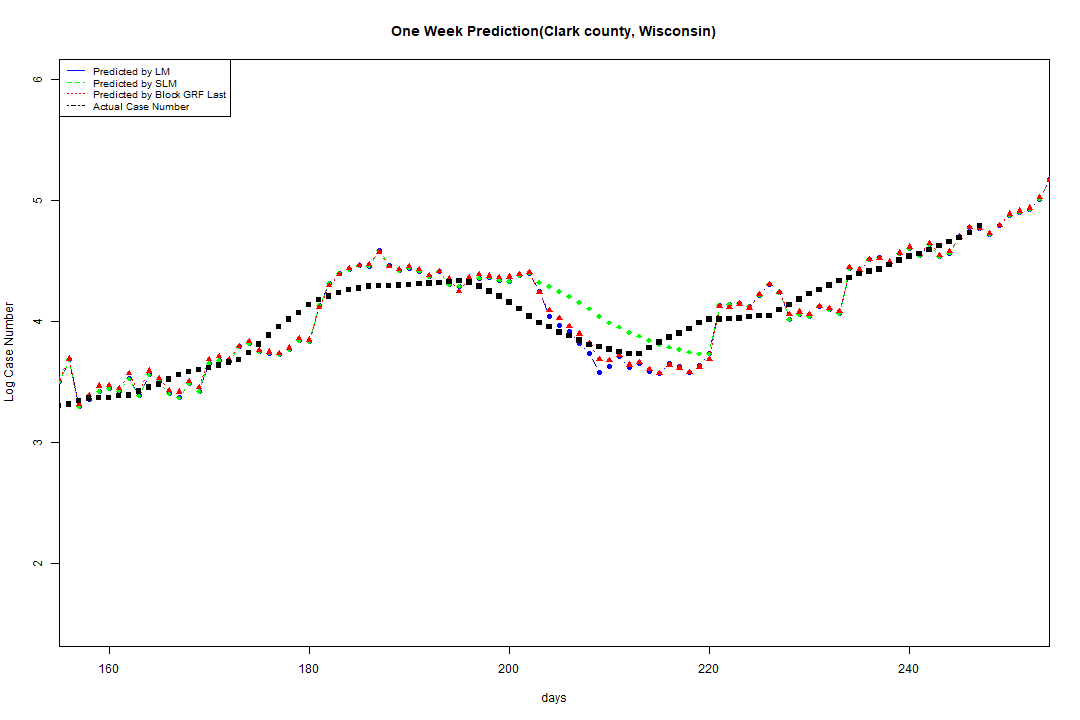 One Week Prediction(Clark county, Wisconsin)
Predicted by LM
Predicted by SLM
Predicted by Block GRF Last
Actual Case Number
6
5
4
3
2
Log Case Number
160 180 200 220 240
days